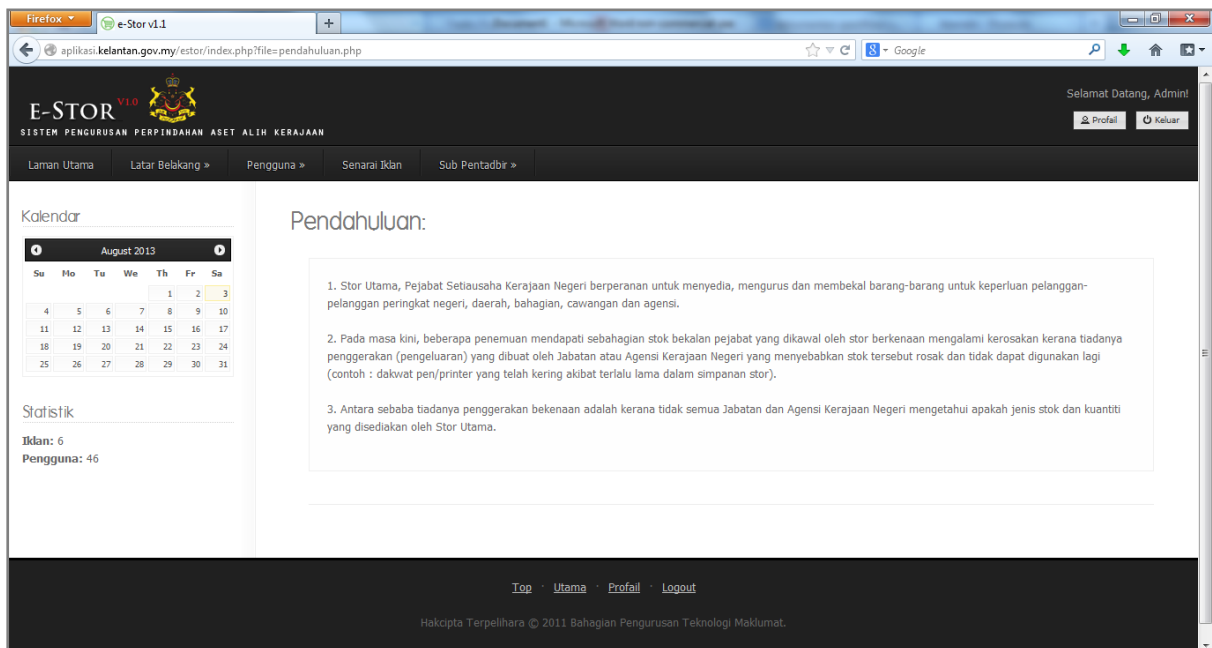 Firefox
e-Stor v1.1
aplikasi.kelantan.gov.my/estor/index.php?file=pendahuluan.php
Google
E-STOR V1.0
SISTEM PENGURUSAN PERPINDAHAN ASET ALIH KERAJAAN
Selamat Datang, Admin!
Profail Keluar
Laman Utama Latar Belakang » Pengguna » Senarai Iklan Sub Pentadbir »
Kalendar
August 2013
Su Mo Tu We Th Fr Sa
1 2 3
4 5 6 7 8 9 10
11 12 13 14 15 16 17
18 19 20 21 22 23 24
25 26 27 28 29 30 31
Statistik
Iklan: 6
Pengguna: 46
Pendahuluan:
1. Stor Utama, Pejabat Setiausaha Kerajaan Negeri berperanan untuk menyedia, mengurus dan membekal barang-barang untuk keperluan pelanggan-
pelanggan peringkat negeri, daerah, bahagian, cawangan dan agensi.
2. Pada masa kini, beberapa penemuan mendapati sebahagian stok bekalan pejabat yang dikawal oleh stor berkenaan mengalami kerosakan kerana tiadanya
penggerakan (pengeluaran) yang dibuat oleh Jabatan atau Agensi Kerajaan Negeri yang menyebabkan stok tersebut rosak dan tidak dapat digunakan lagi
(contoh : dakwat pen/printer yang telah kering akibat terlalu lama dalam simpanan stor).
3. Antara sebaba tiadanya penggerakan bekenaan adalah kerana tidak semua Jabatan dan Agensi Kerajaan Negeri mengetahui apakah jenis stok dan kuantiti
yang disediakan oleh Stor Utama.
Top · Utama · Profail · Logout
Hakcipta Terpelihara © 2011 Bahagian Pengurusan Teknologi Maklumat.